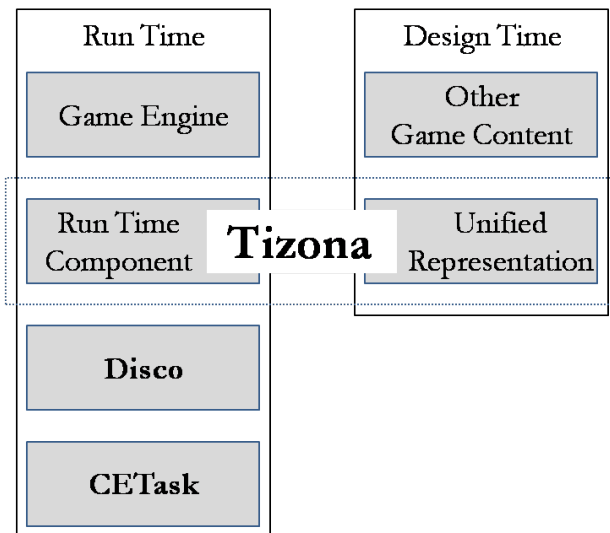 Run Time
Game Engine
Run Time
Component
Disco
CETask
Tizona
Design Time
Other
Game Content
Unified
Representation